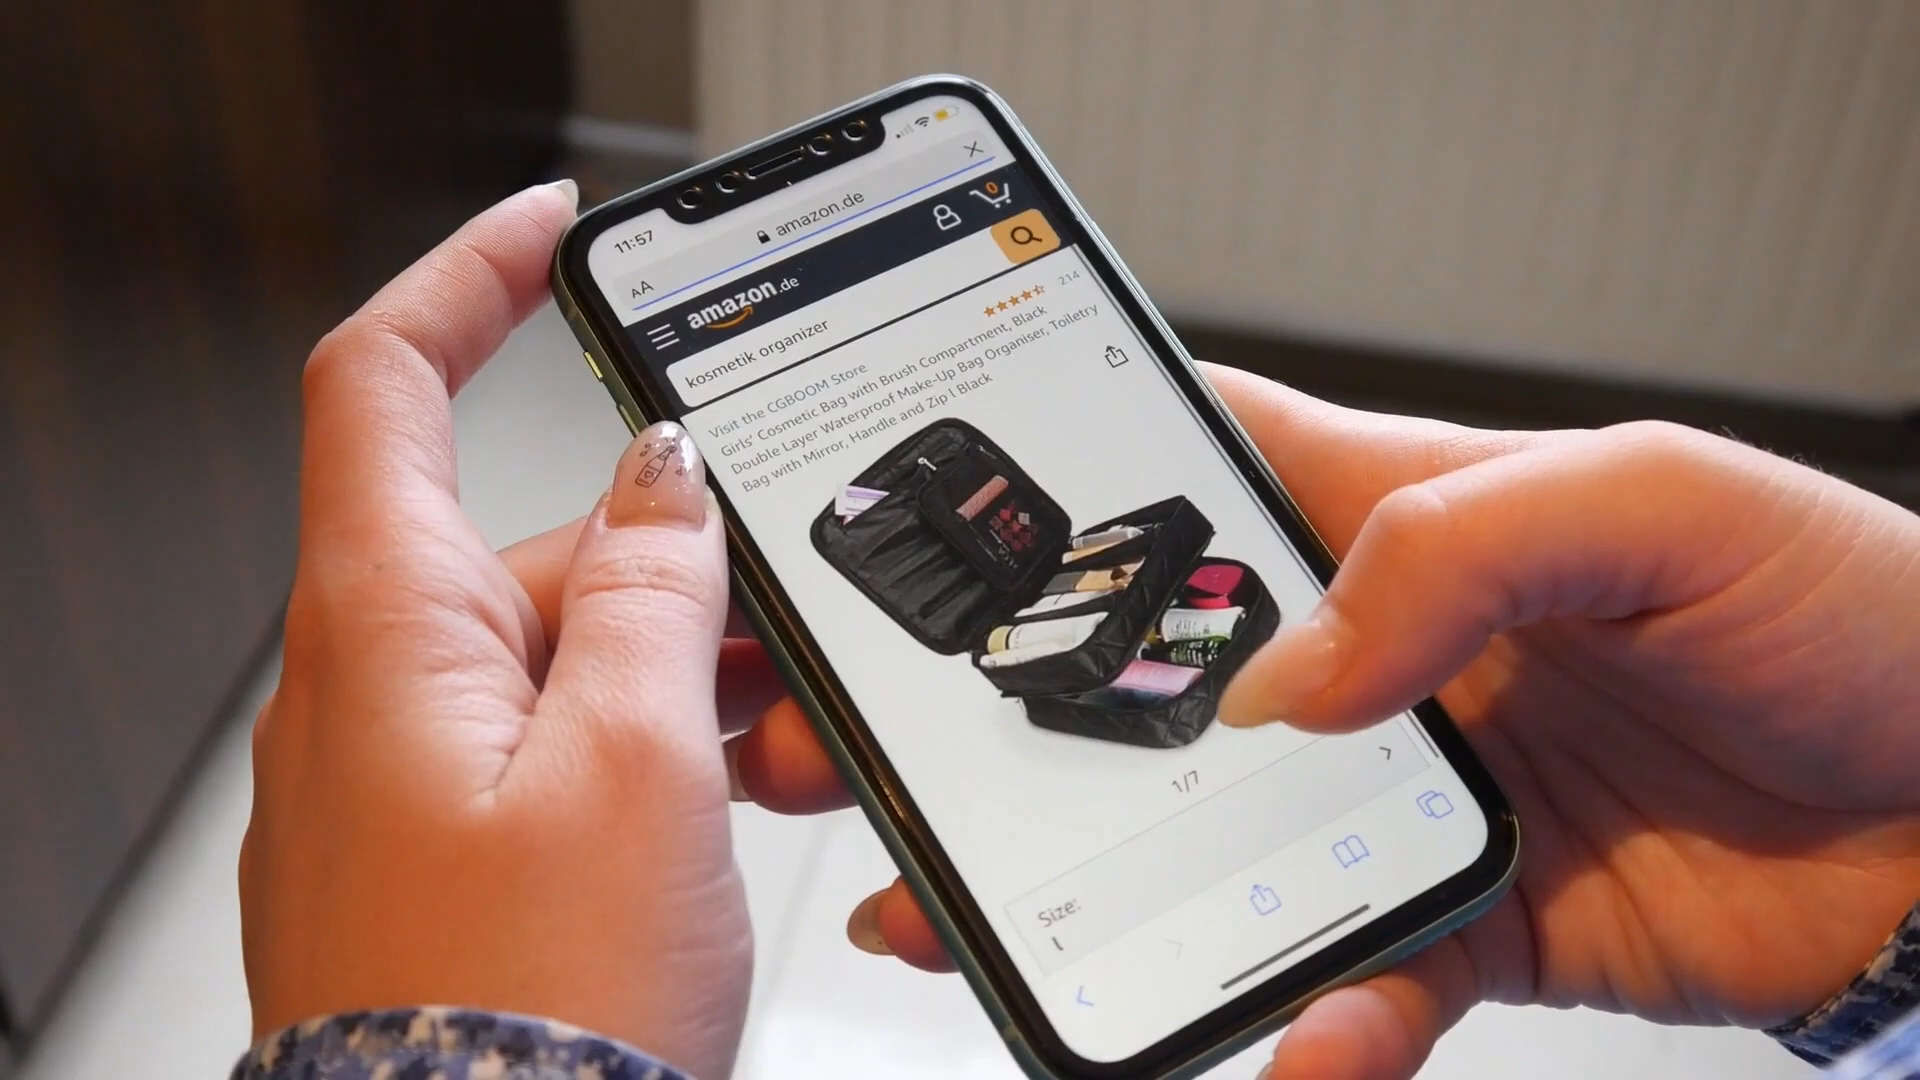 11:57
AA
amazon.de
amazon.de
0
kosmetik organizer
Visit the CGBOOM Store
214
Girls' Cosmetic Bag with Brush Compartment, Black
Double Layer Waterproof Make-Up Bag Organiser, Toiletry
Bag with Mirror, Handle and Zip l Black
1/7
Size:
l